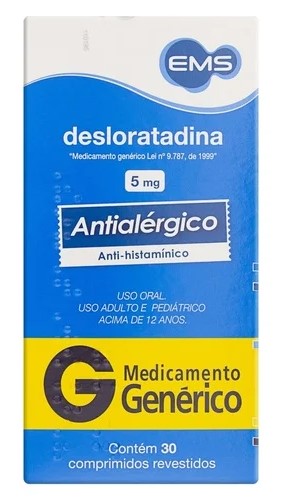 EMS
desloratadina
"Medicamento genérico Lei nº 9.787, de 1999"
5 mg
Antialérgico
Anti-histamínico
USO ORAL.
USO ADULTO E PEDIÁTRICO
ACIMA DE 12 ANOS.
G Medicamento
Genérico
Contém 30
comprimidos revestidos